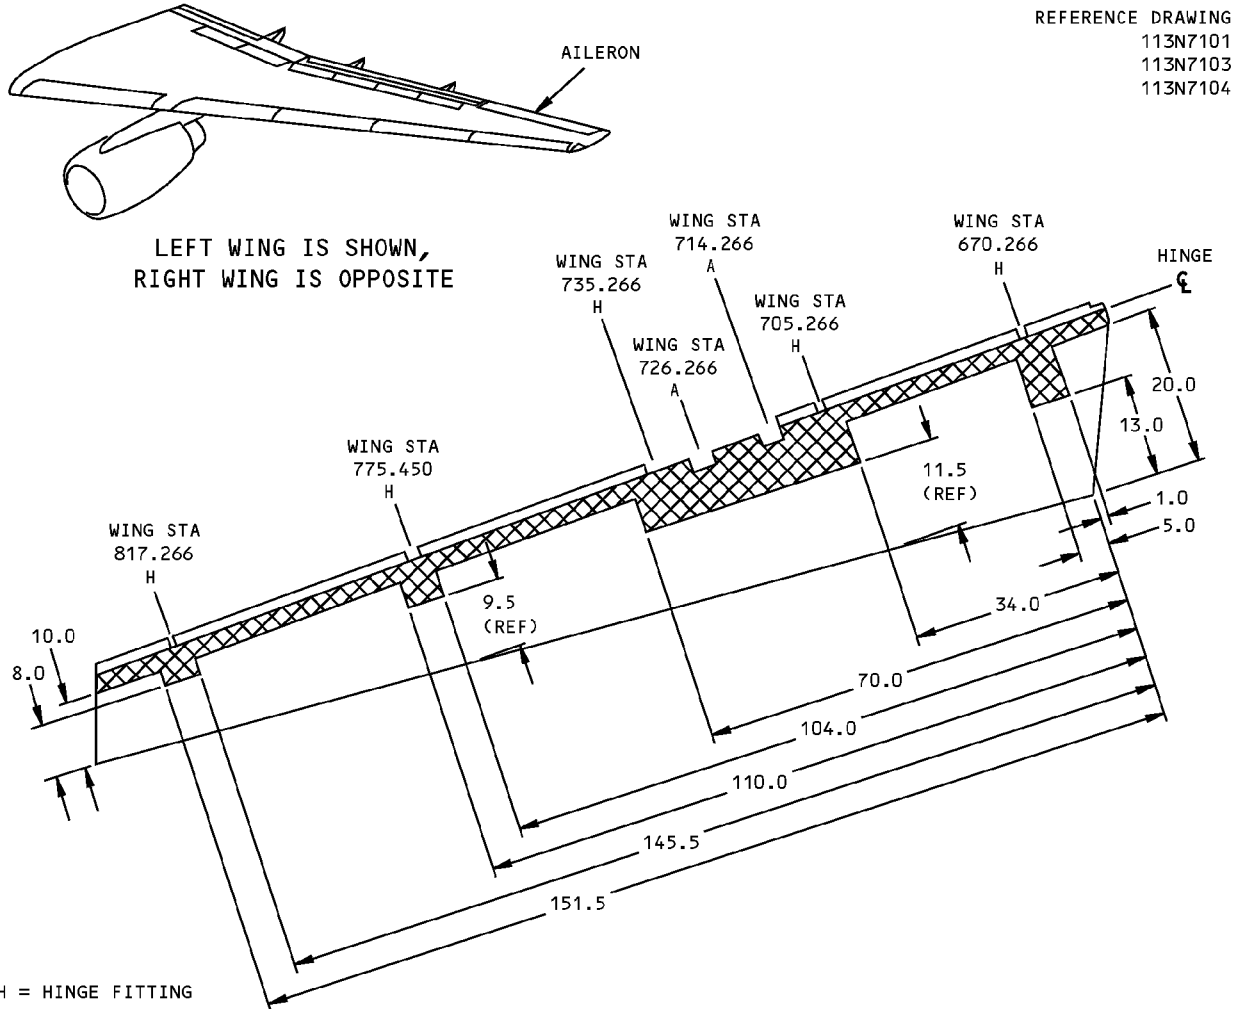 REFERENCE DRAWING
113N7101
113N7103
113N7104
AILERON
LEFT WING IS SHOWN,
RIGHT WING IS OPPOSITE
WING STA
714.266
A
WING STA
670.266
H
HINGE
℄
WING STA
735.266
H
WING STA
705.266
H
WING STA
726.266
A
WING STA
775.450
H
WING STA
817.266
H
20.0
13.0
11.5
(REF)
1.0
5.0
9.5
(REF)
34.0
10.0
8.0
70.0
104.0
110.0
145.5
151.5
H = HINGE FITTING